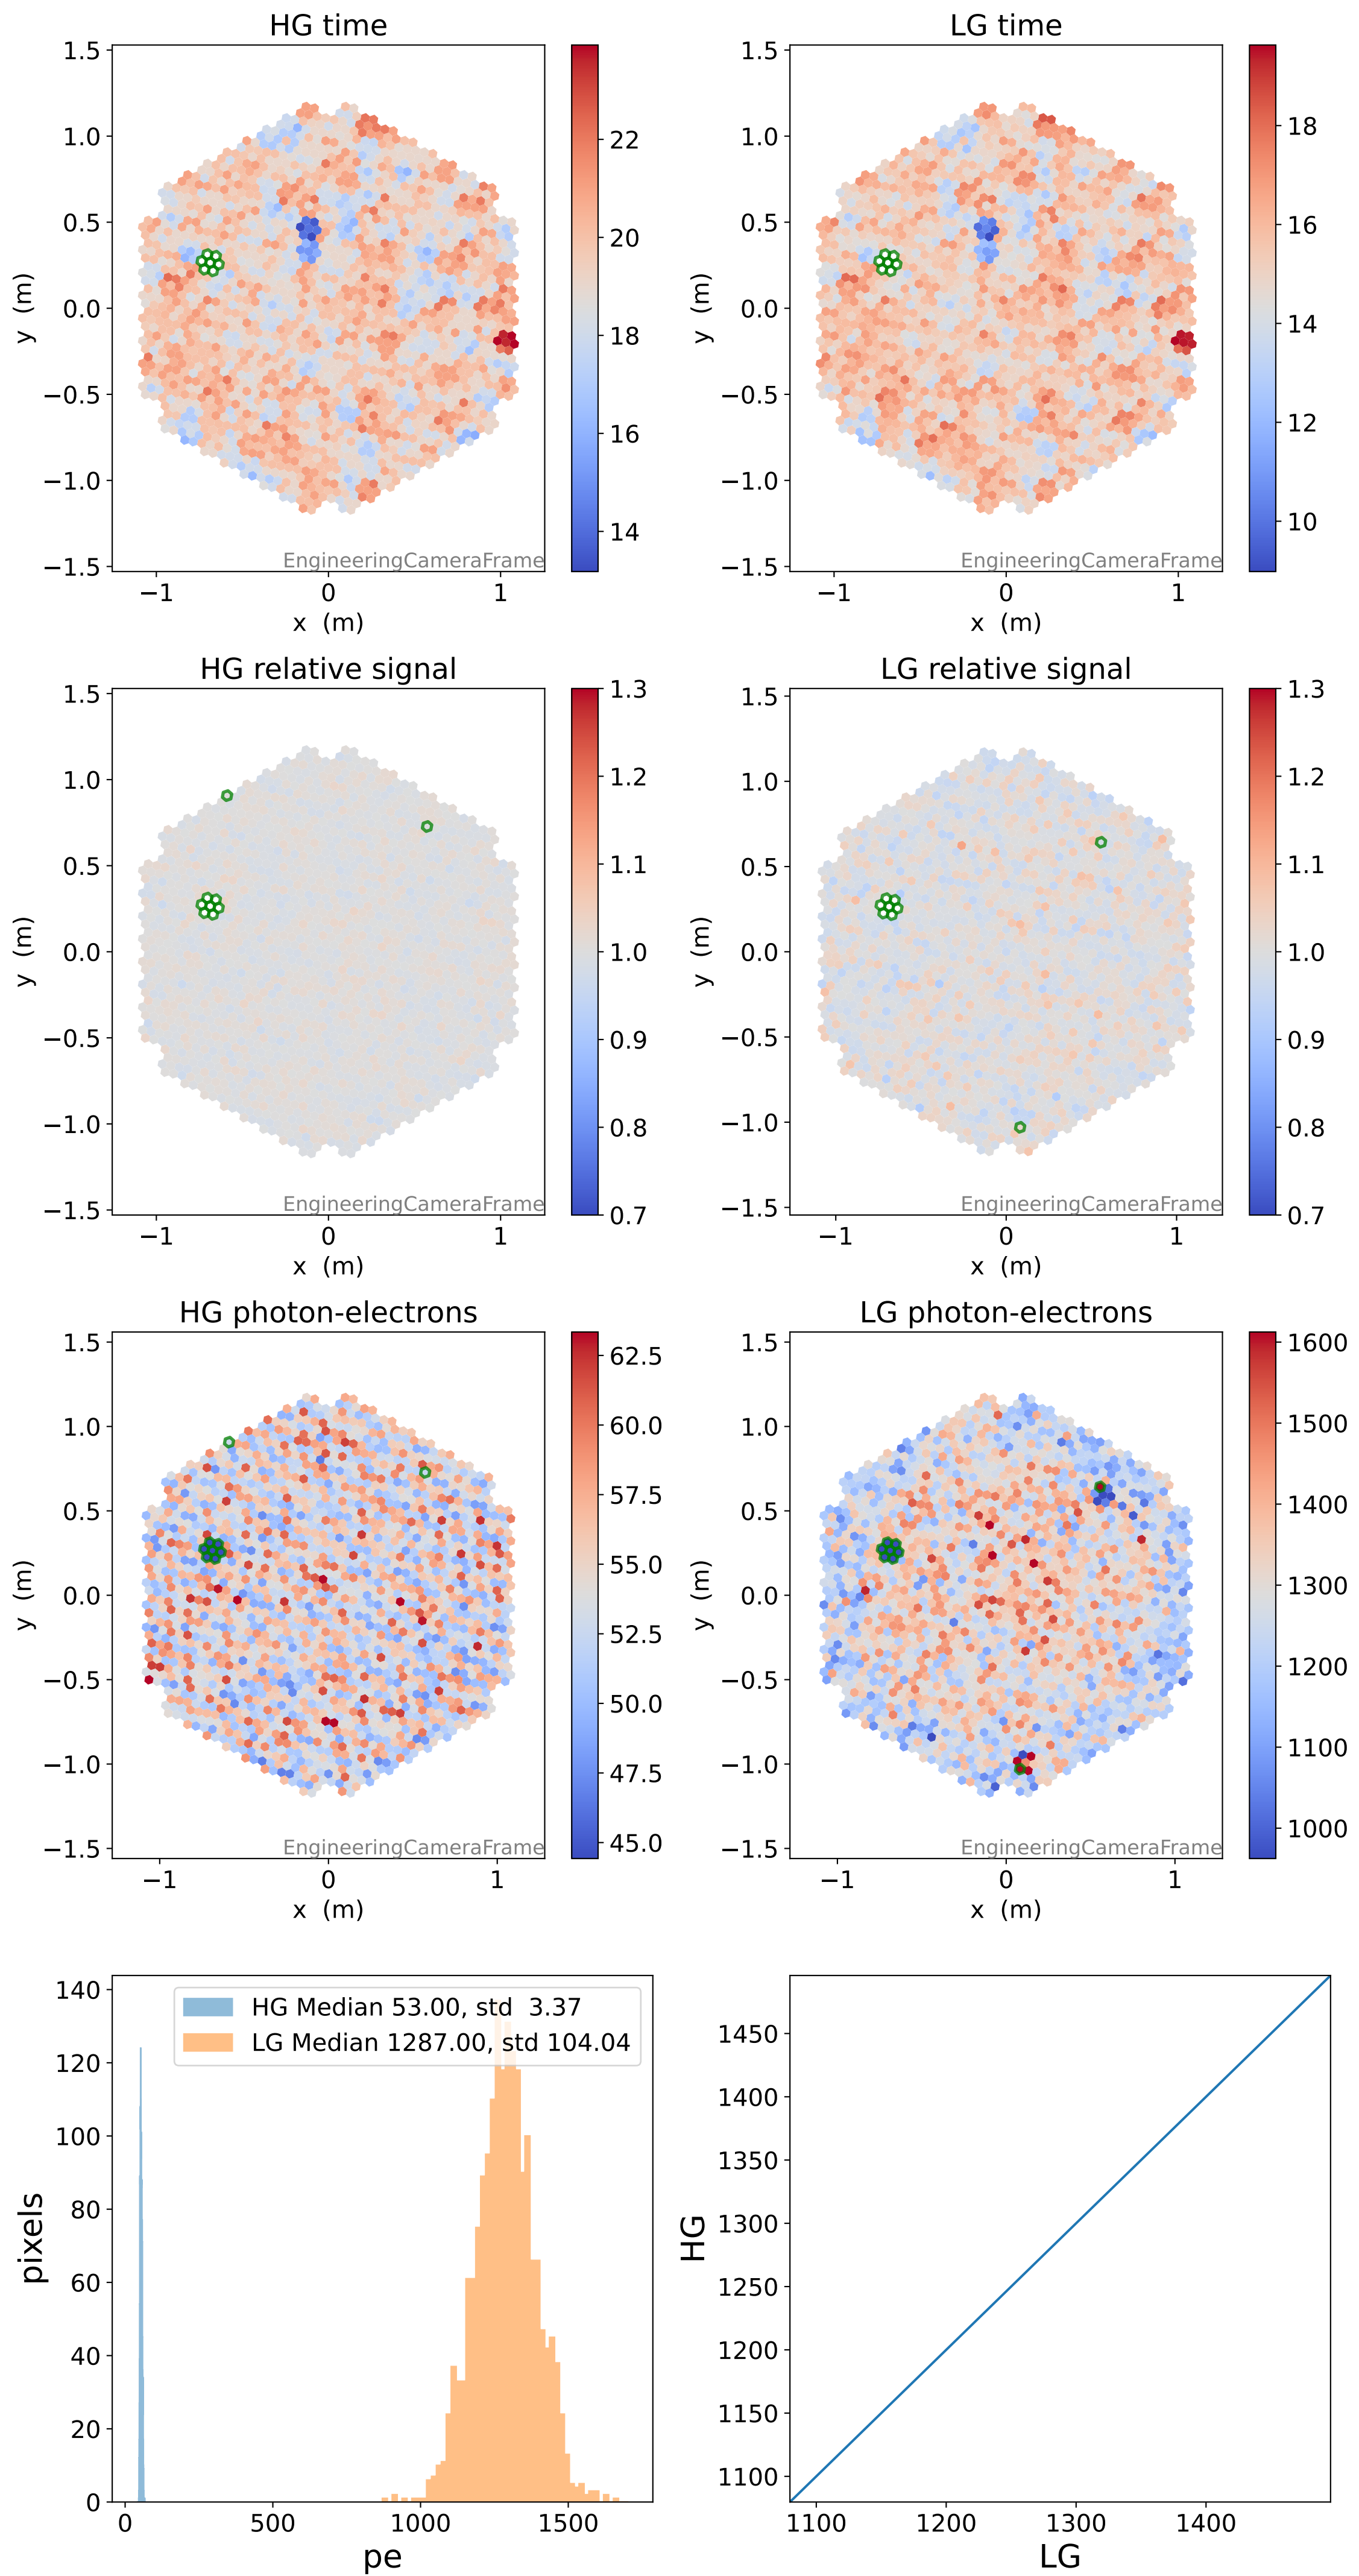 HG time
LG time
1.5
1.0
0.5
0.0
−0.5
−1.0
−1.5
y (m)
−1 0 1
x (m)
EngineeringCameraFrame
22
20
18
16
14
1.5
1.0
0.5
0.0
−0.5
−1.0
−1.5
y (m)
−1 0 1
x (m)
EngineeringCameraFrame
18
16
14
12
10
HG relative signal
LG relative signal
1.5
1.0
0.5
0.0
−0.5
−1.0
−1.5
y (m)
−1 0 1
x (m)
EngineeringCameraFrame
1.3
1.2
1.1
1.0
0.9
0.8
0.7
1.5
1.0
0.5
0.0
−0.5
−1.0
−1.5
y (m)
−1 0 1
x (m)
EngineeringCameraFrame
1.3
1.2
1.1
1.0
0.9
0.8
0.7
HG photon-electrons
LG photon-electrons
1.5
1.0
0.5
0.0
−0.5
−1.0
−1.5
y (m)
−1 0 1
x (m)
EngineeringCameraFrame
62.5
60.0
57.5
55.0
52.5
50.0
47.5
45.0
1.5
1.0
0.5
0.0
−0.5
−1.0
−1.5
y (m)
−1 0 1
x (m)
EngineeringCameraFrame
1600
1500
1400
1300
1200
1100
1000
HG Median 53.00, std 3.37
LG Median 1287.00, std 104.04
140
120
100
80
60
40
20
0
pixels
0 500 1000 1500
pe
1450
1400
1350
1300
1250
1200
1150
1100
HG
1100 1200 1300 1400
LG